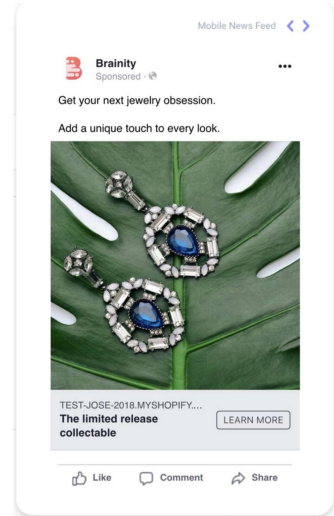 Mobile News Feed
Brainity
Sponsored ·
Get your next jewelry obsession.
Add a unique touch to every look.
TEST-JOSE-2018.MYSHOPIFY....
The limited release
collectable
LEARN MORE
Like Comment Share